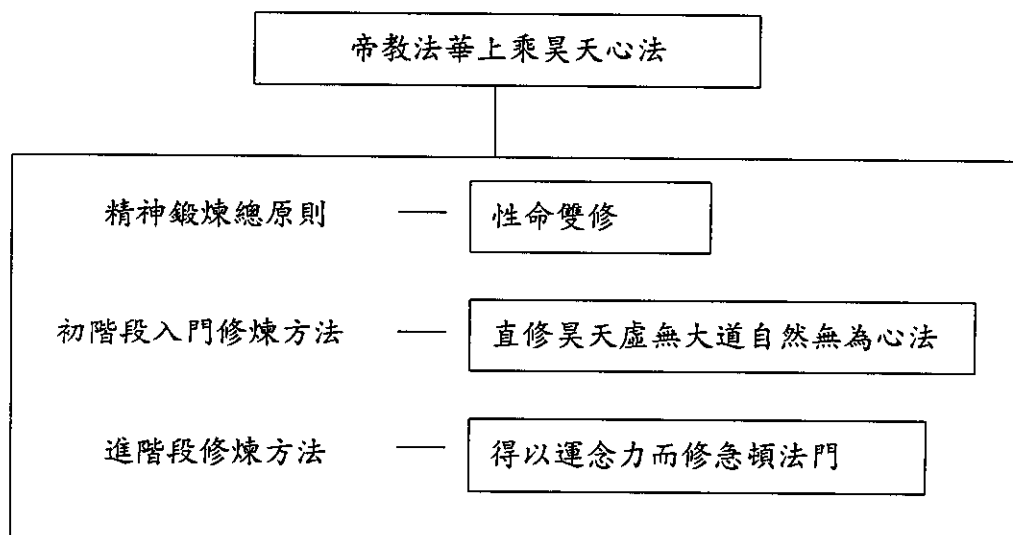 帝教法華上乘昊天心法
精神鍛煉總原則 — 性命雙修
初階段入門修煉方法 — 直修昊天虛無大道自然無為心法
進階段修煉方法 — 得以運念力而修急頓法門